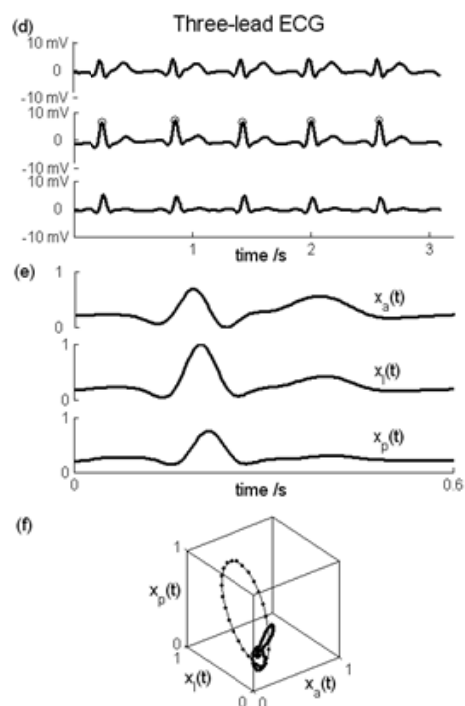 (d) Three-lead ECG
10 mV
0
-10 mV
10 mV
0
-10 mV
10 mV
0
-10 mV
1 2 3
time /s
(e)
1
0
x_a(t)
1
0
x_l(t)
1
0
x_p(t)
0 0.6
time /s
(f)
1
x_p(t)
0
1
x_l(t)
0 0
x_a(t)
1